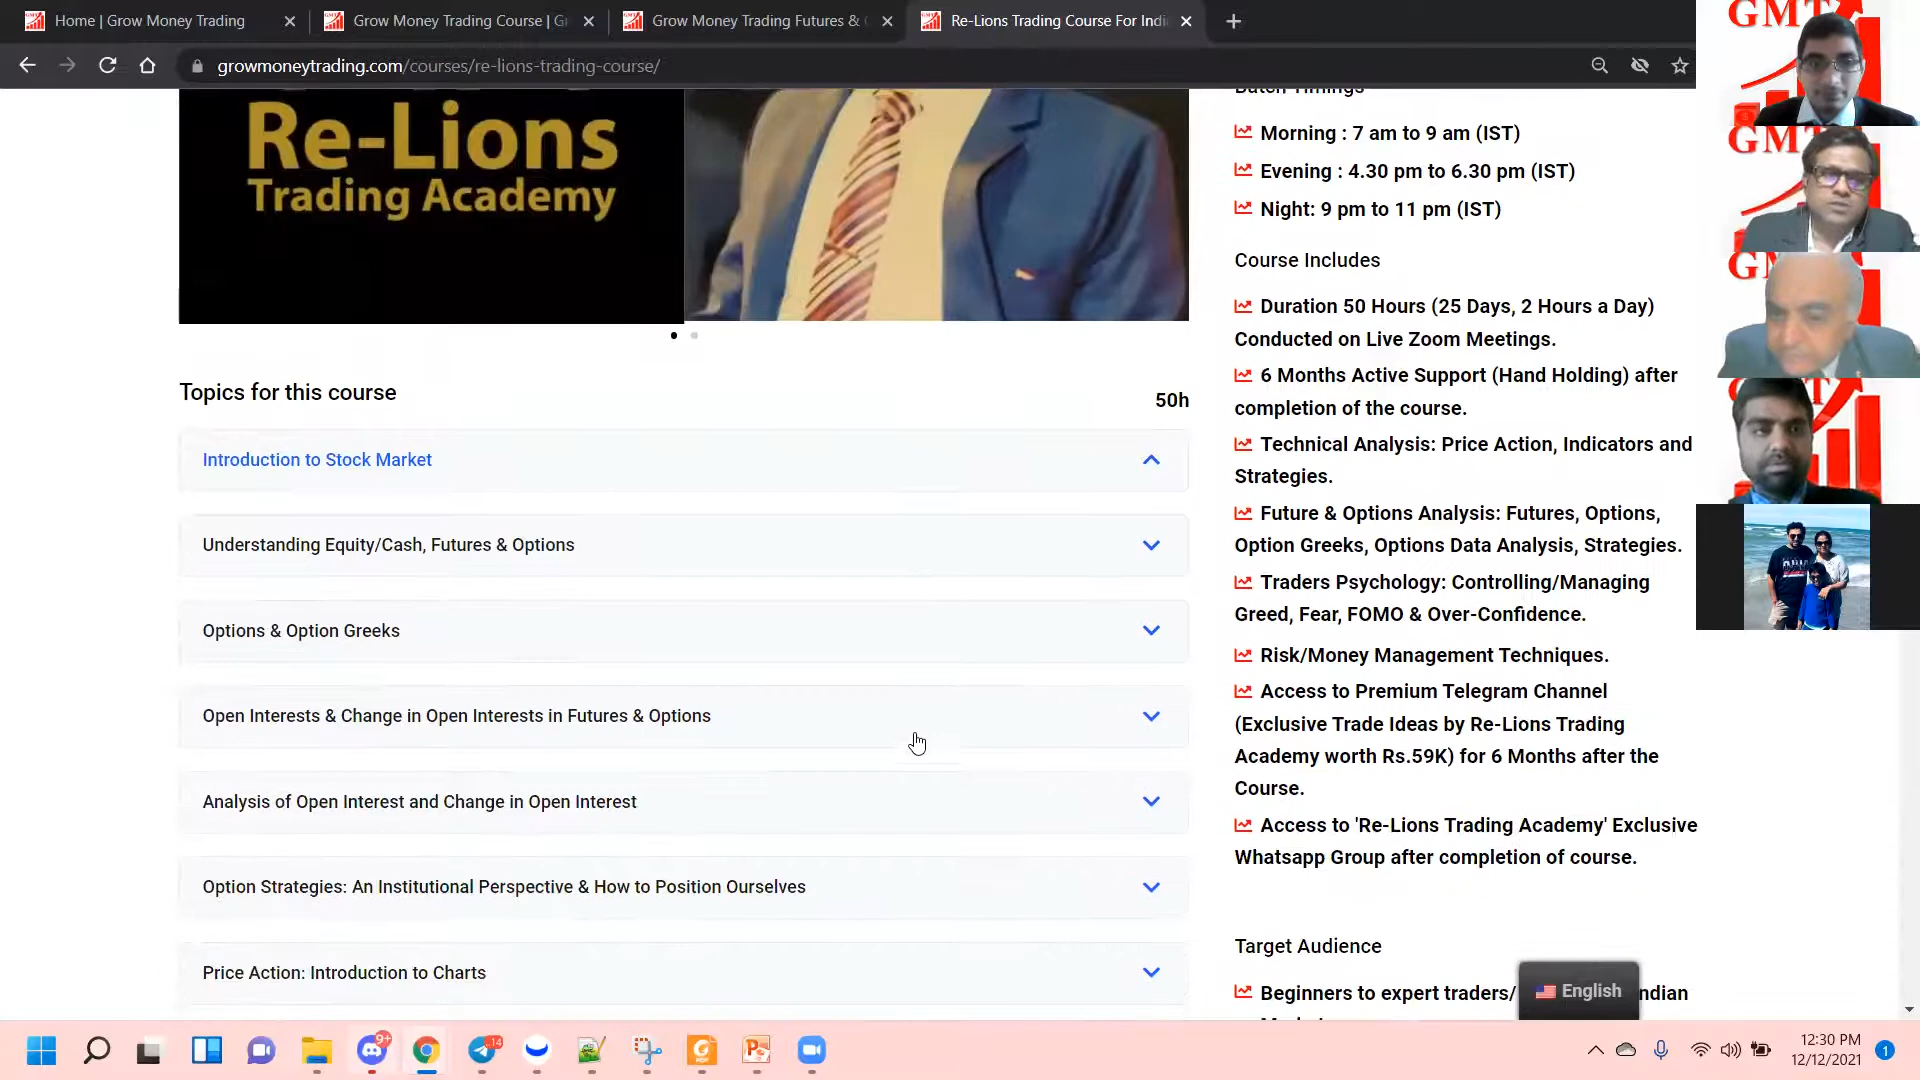 Home | Grow Money Trading
Grow Money Trading Course | G
Grow Money Trading Futures &
Re-Lions Trading Course For Indi
growmoneytrading.com/courses/re-lions-trading-course/
GMT
GMT
G
GMT
Re-Lions
Trading Academy
Topics for this course
50h
Introduction to Stock Market
Understanding Equity/Cash, Futures & Options
Options & Option Greeks
Open Interests & Change in Open Interests in Futures & Options
Analysis of Open Interest and Change in Open Interest
Option Strategies: An Institutional Perspective & How to Position Ourselves
Price Action: Introduction to Charts
Batch Timings
Morning : 7 am to 9 am (IST)
Evening : 4.30 pm to 6.30 pm (IST)
Night: 9 pm to 11 pm (IST)
Course Includes
Duration 50 Hours (25 Days, 2 Hours a Day)
Conducted on Live Zoom Meetings.
6 Months Active Support (Hand Holding) after
completion of the course.
Technical Analysis: Price Action, Indicators and
Strategies.
Future & Options Analysis: Futures, Options,
Option Greeks, Options Data Analysis, Strategies.
Traders Psychology: Controlling/Managing
Greed, Fear, FOMO & Over-Confidence.
Risk/Money Management Techniques.
Access to Premium Telegram Channel
(Exclusive Trade Ideas by Re-Lions Trading
Academy worth Rs.59K) for 6 Months after the
Course.
Access to 'Re-Lions Trading Academy' Exclusive
Whatsapp Group after completion of course.
Target Audience
Beginners to expert traders/ ndian
English
9+
14
12:30 PM
12/12/2021
1